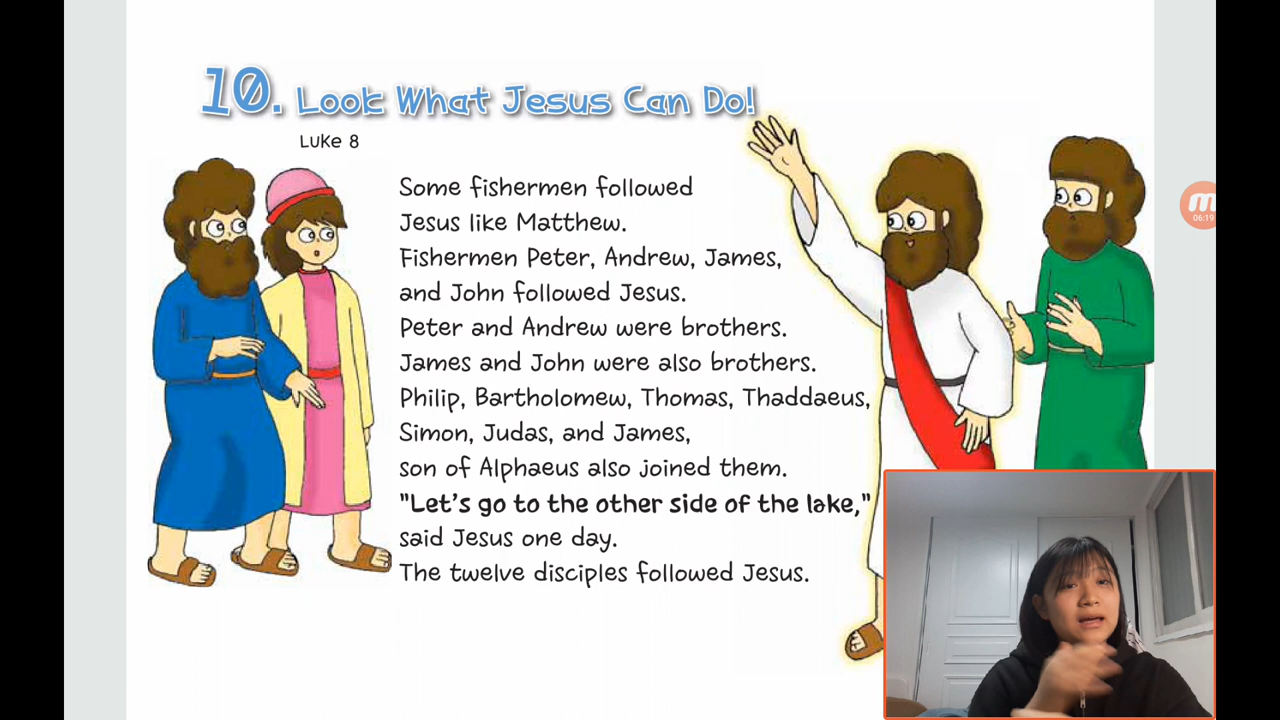 10. Look What Jesus Can Do!
Luke 8
Some fishermen followed
Jesus like Matthew.
Fishermen Peter, Andrew, James,
and John followed Jesus.
Peter and Andrew were brothers.
James and John were also brothers.
Philip, Bartholomew, Thomas, Thaddaeus,
Simon, Judas, and James,
son of Alphaeus also joined them.
"Let's go to the other side of the lake,"
said Jesus one day.
The twelve disciples followed Jesus.
06:19